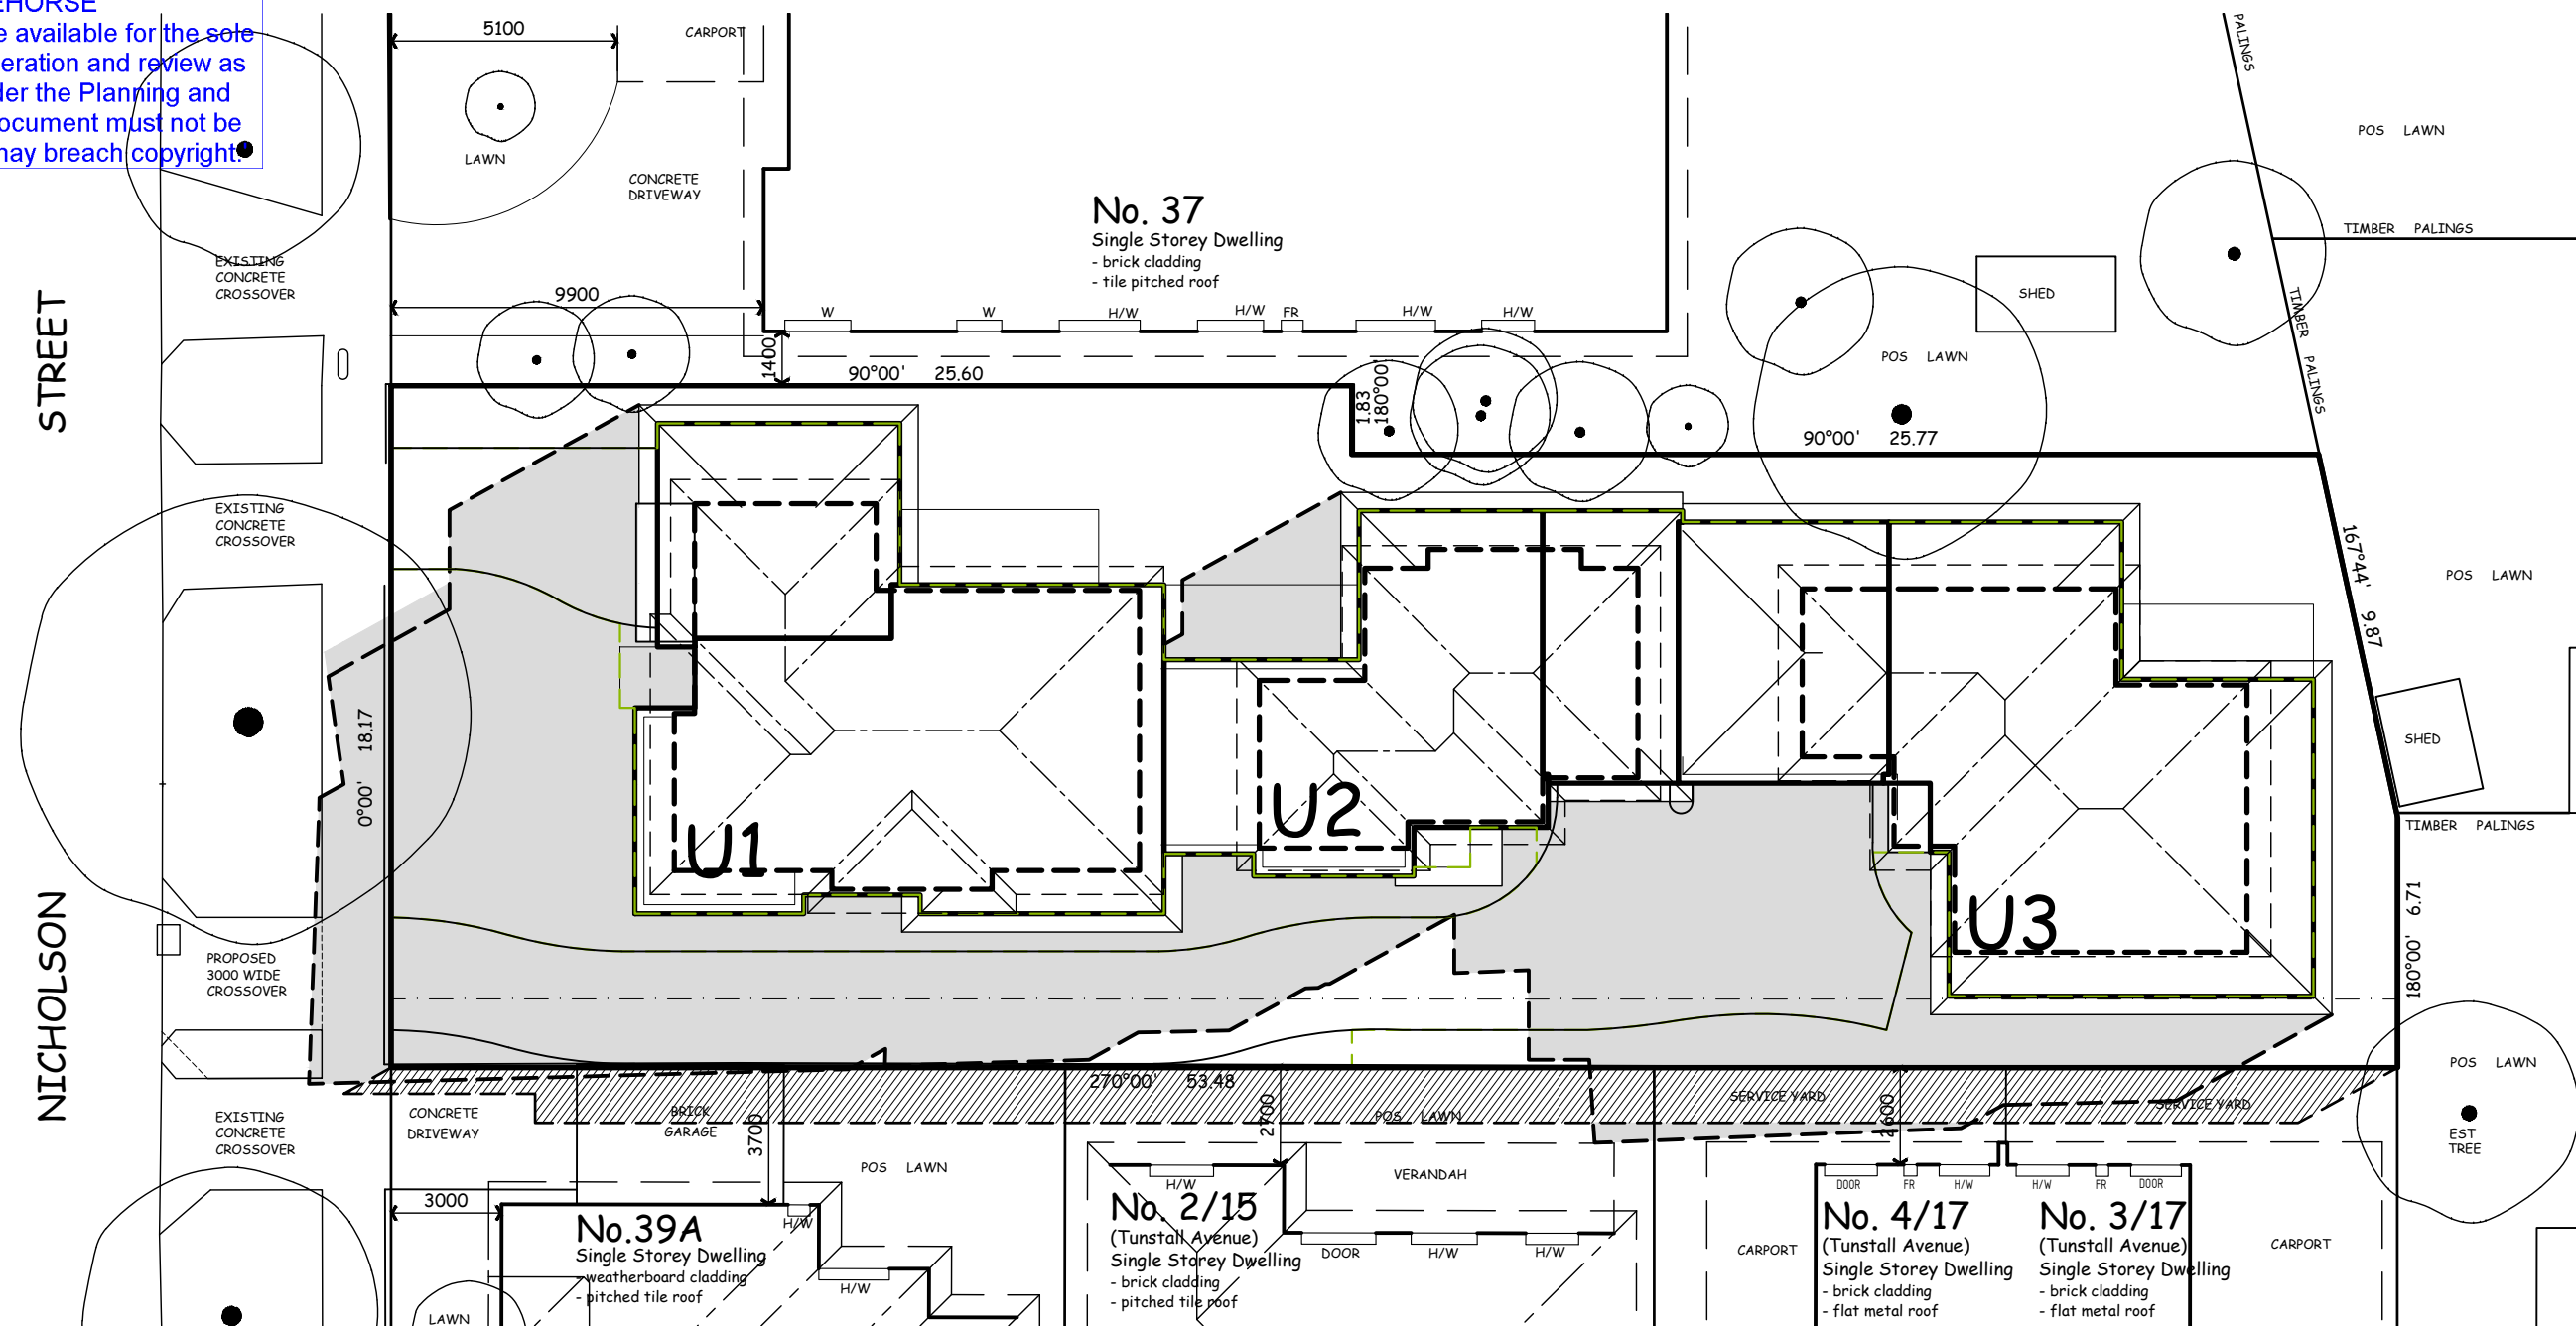 EHORSE
e available for the sole
eration and review as
der the Planning and
ocument must not be
may breach copyright.'
5100
CARPORT
LAWN
CONCRETE
DRIVEWAY
PALINGS
POS LAWN
No. 37
Single Storey Dwelling
- brick cladding
- tile pitched roof
TIMBER PALINGS
EXISTING
CONCRETE
CROSSOVER
9900
W
W
H/W
H/W
FR
H/W
H/W
SHED
TIMBER PALINGS
STREET
1400
90°00' 25.60
POS LAWN
1.83
180°00'
90°00' 25.77
EXISTING
CONCRETE
CROSSOVER
167°44' 9.87
POS LAWN
0°00' 18.17
SHED
U1
U2
U3
TIMBER PALINGS
180°00' 6.71
NICHOLSON
PROPOSED
3000 WIDE
CROSSOVER
POS LAWN
270°00' 53.48
EXISTING
CONCRETE
CROSSOVER
CONCRETE
DRIVEWAY
BRICK
GARAGE
3700
2700
POS LAWN
SERVICE YARD
2600
SERVICE YARD
EST
TREE
POS LAWN
VERANDAH
3000
H/W
H/W
DOOR
FR
H/W
H/W
FR
DOOR
No.39A
Single Storey Dwelling
- weatherboard cladding
- pitched tile roof
H/W
LAWN
No. 2/15
(Tunstall Avenue)
Single Storey Dwelling
- brick cladding
- pitched tile roof
DOOR
H/W
H/W
CARPORT
No. 4/17
(Tunstall Avenue)
Single Storey Dwelling
- brick cladding
- flat metal roof
No. 3/17
(Tunstall Avenue)
Single Storey Dwelling
- brick cladding
- flat metal roof
CARPORT